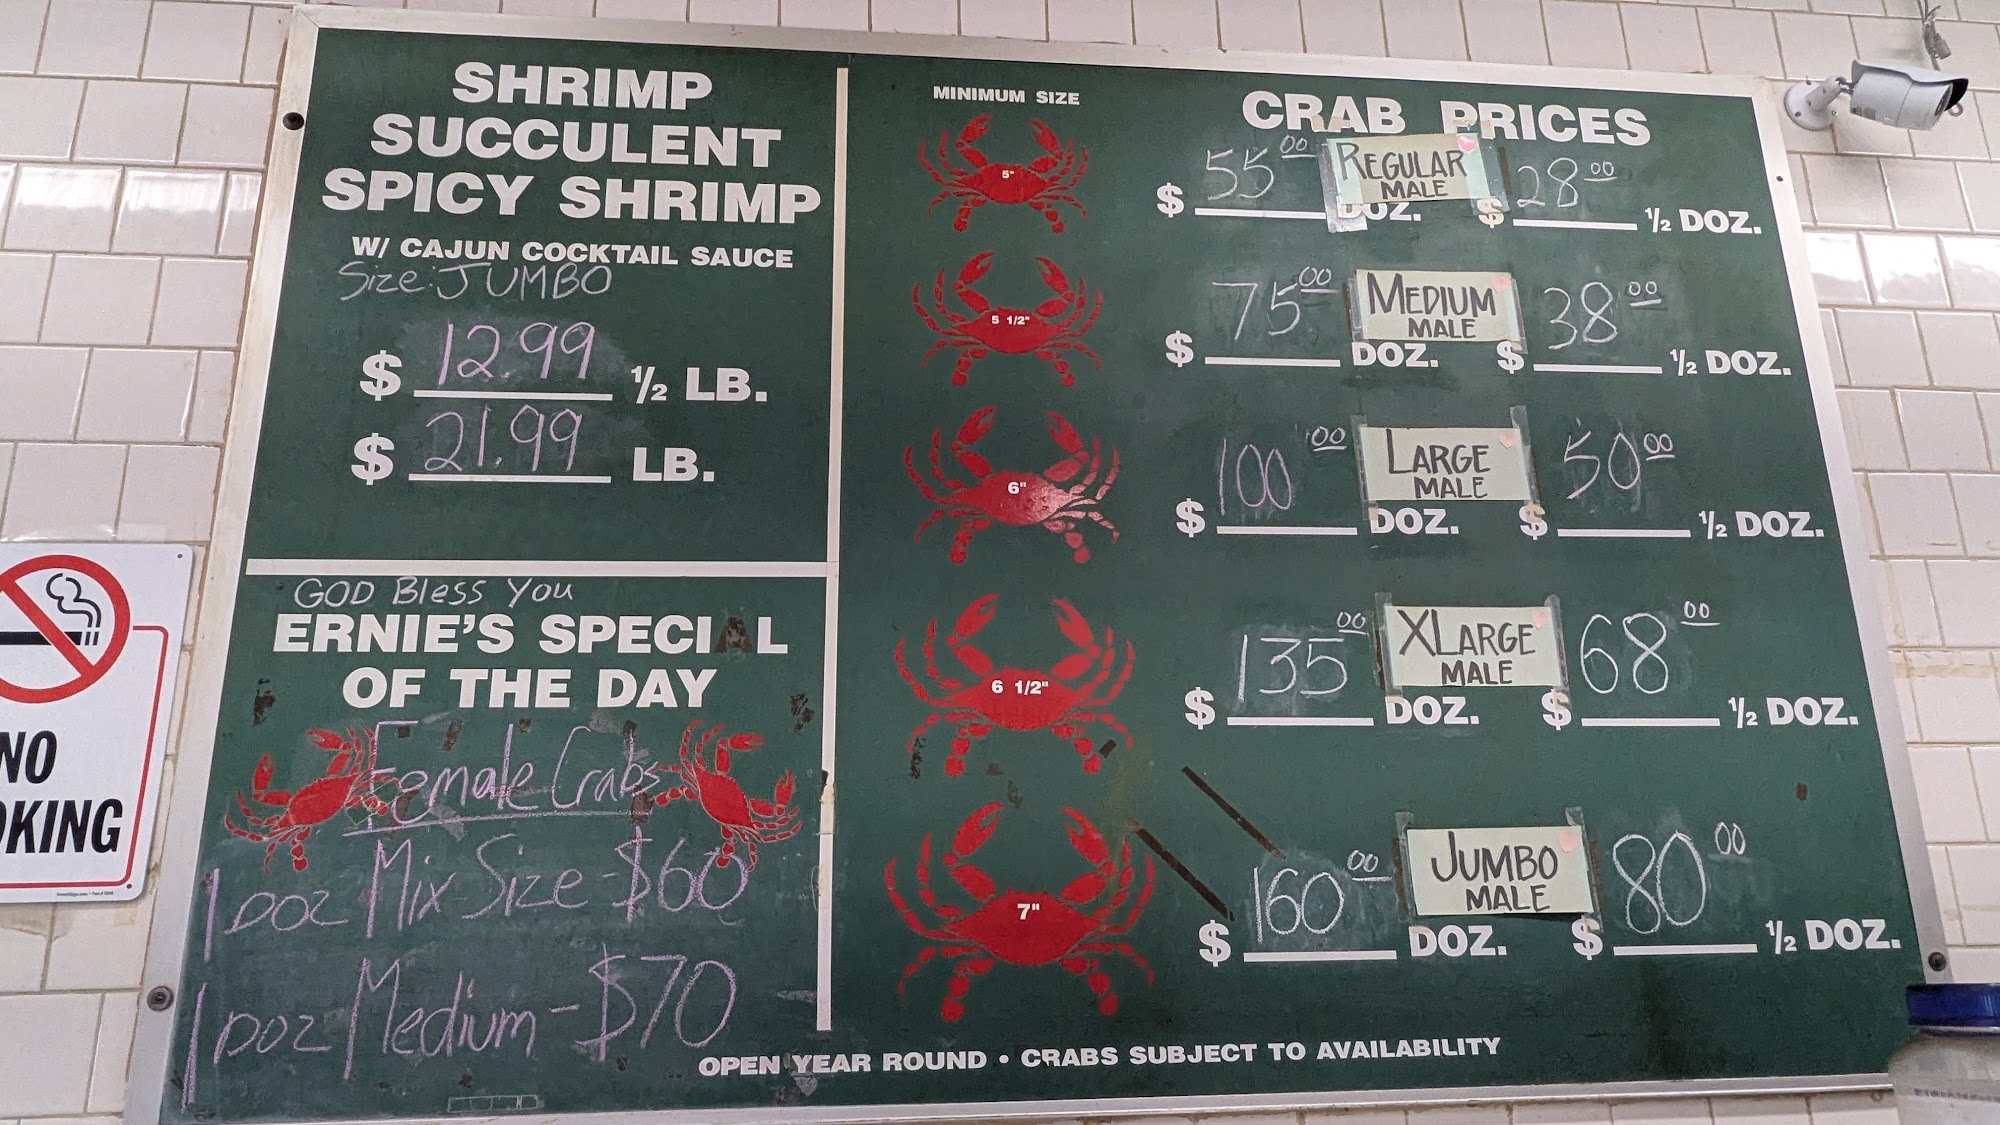 SHRIMP
SUCCULENT
SPICY SHRIMP
W/ CAJUN COCKTAIL SAUCE
Size: JUMBO
$ 12.99 ½ LB.
$ 21.99 LB.
GOD Bless You
ERNIE'S SPECIAL
OF THE DAY
Female Crabs
1 DOZ Mix Size - $60
1 DOZ Medium - $70
MINIMUM SIZE
CRAB PRICES
5"
REGULAR
MALE
$ 55 00 DOZ. $ 28 00 ½ DOZ.
5 1/2"
MEDIUM
MALE
$ 75 00 DOZ. $ 38 00 ½ DOZ.
6"
LARGE
MALE
$ 100 00 DOZ. $ 50 00 ½ DOZ.
6 1/2"
XLARGE
MALE
$ 135 00 DOZ. $ 68 00 ½ DOZ.
7"
JUMBO
MALE
$ 160 00 DOZ. $ 80 00 ½ DOZ.
OPEN YEAR ROUND • CRABS SUBJECT TO AVAILABILITY
NO
OKING